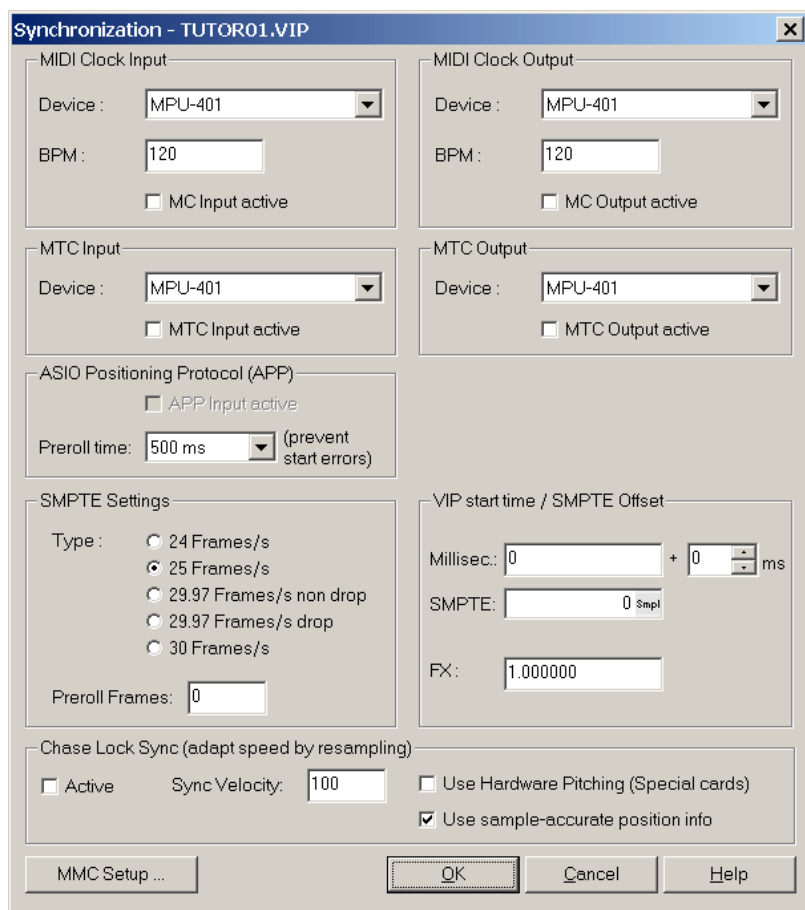 Synchronization - TUTOR01.VIP
MIDI Clock Input
Device :
MPU-401
BPM :
120
MC Input active
MIDI Clock Output
Device :
MPU-401
BPM :
120
MC Output active
MTC Input
Device :
MPU-401
MTC Input active
MTC Output
Device :
MPU-401
MTC Output active
ASIO Positioning Protocol (APP)
APP Input active
Preroll time:
500 ms
(prevent
start errors)
SMPTE Settings
Type :
24 Frames/s
25 Frames/s
29.97 Frames/s non drop
29.97 Frames/s drop
30 Frames/s
Preroll Frames:
0
VIP start time / SMPTE Offset
Millisec.:
0
+
0
ms
SMPTE:
0 Smpl
FX :
1.000000
Chase Lock Sync (adapt speed by resampling)
Active
Sync Velocity:
100
Use Hardware Pitching (Special cards)
Use sample-accurate position info
MMC Setup ...
OK
Cancel
Help